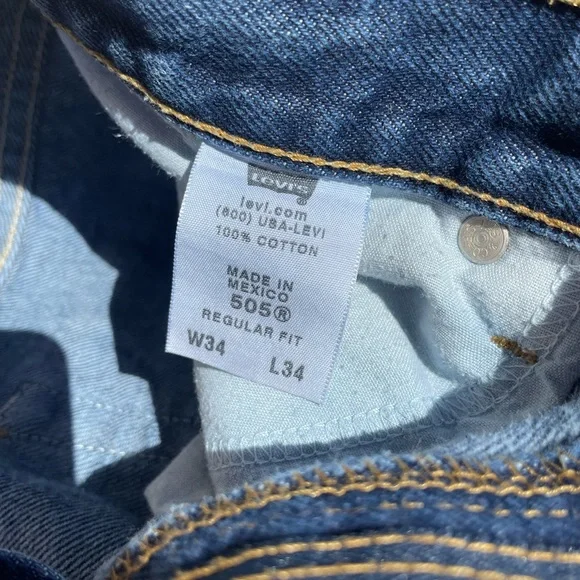 Levi's
levi.com
(800) USA-LEVI
100% COTTON
MADE IN
MEXICO
505®
REGULAR FIT
W34 L34